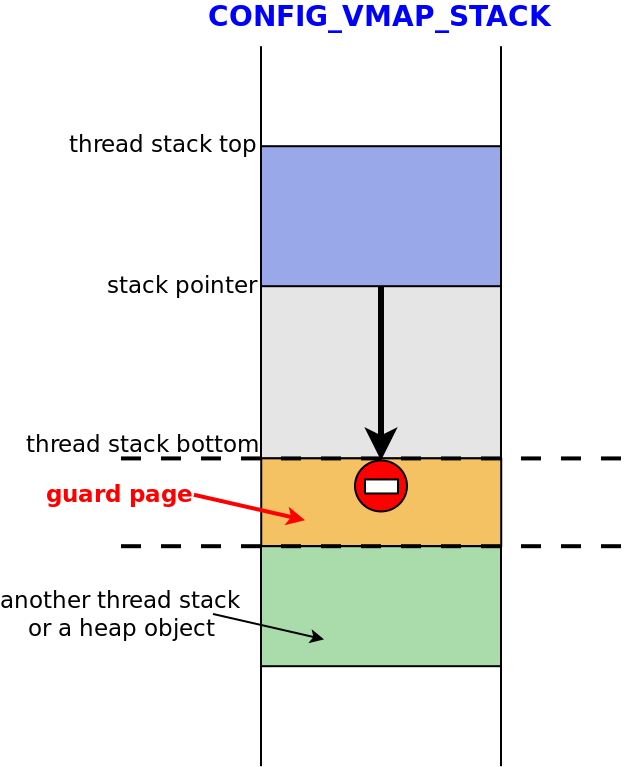 CONFIG_VMAP_STACK
thread stack top
stack pointer
thread stack bottom
guard page
another thread stack
or a heap object